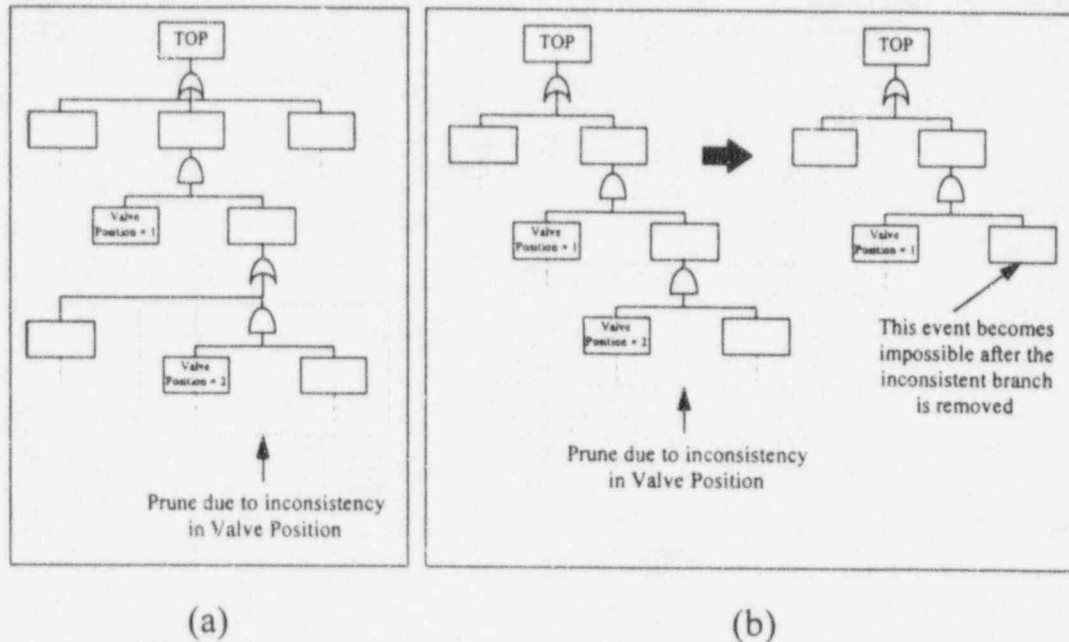 TOP
Valve
Position = 1
Valve
Position = 2
Prune due to inconsistency
in Valve Position
(a)
TOP
Valve
Position = 1
Valve
Position = 2
Prune due to inconsistency
in Valve Position
TOP
Valve
Position = 1
This event becomes
impossible after the
inconsistent branch
is removed
(b)